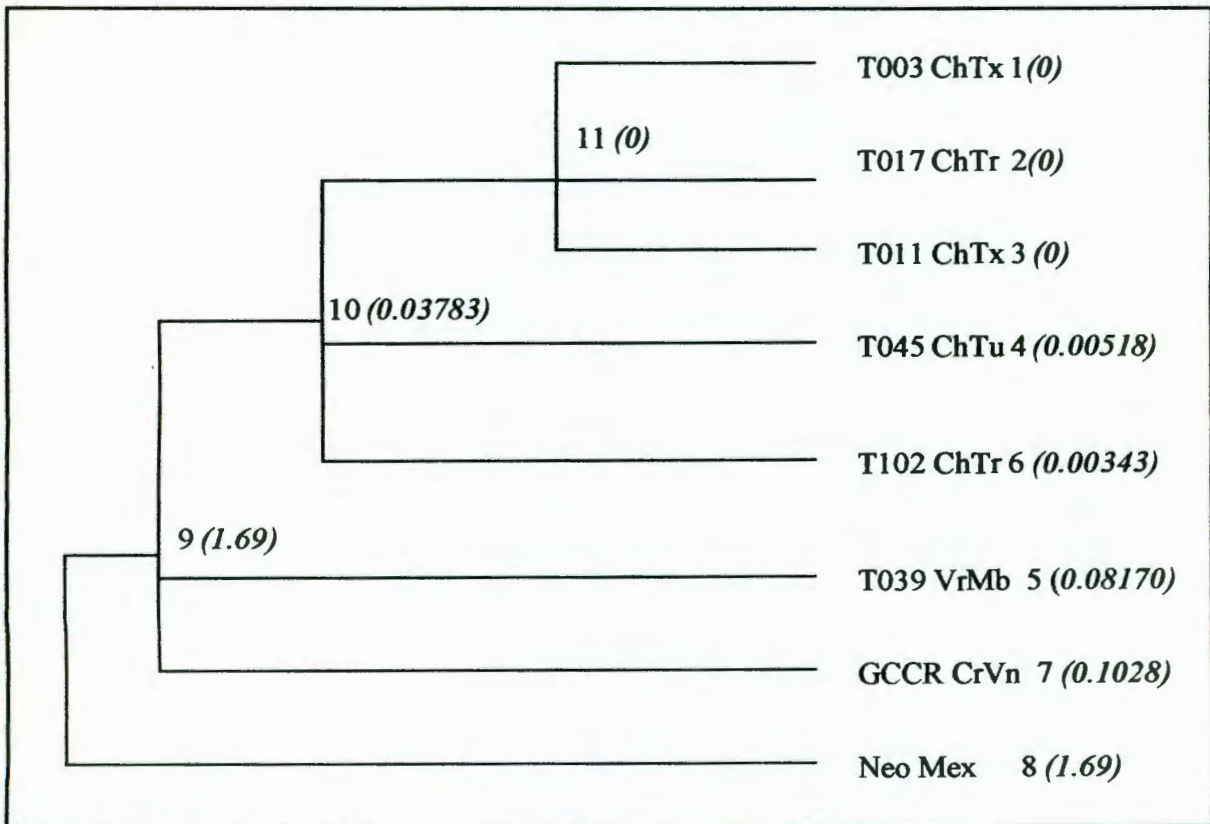 T003 ChTx 1(0)
11 (0)
T017 ChTr 2(0)
T011 ChTx 3 (0)
10 (0.03783)
T045 ChTu 4 (0.00518)
T102 ChTr 6 (0.00343)
9 (1.69)
T039 VrMb 5 (0.08170)
GCCR CrVn 7 (0.1028)
Neo Mex 8 (1.69)